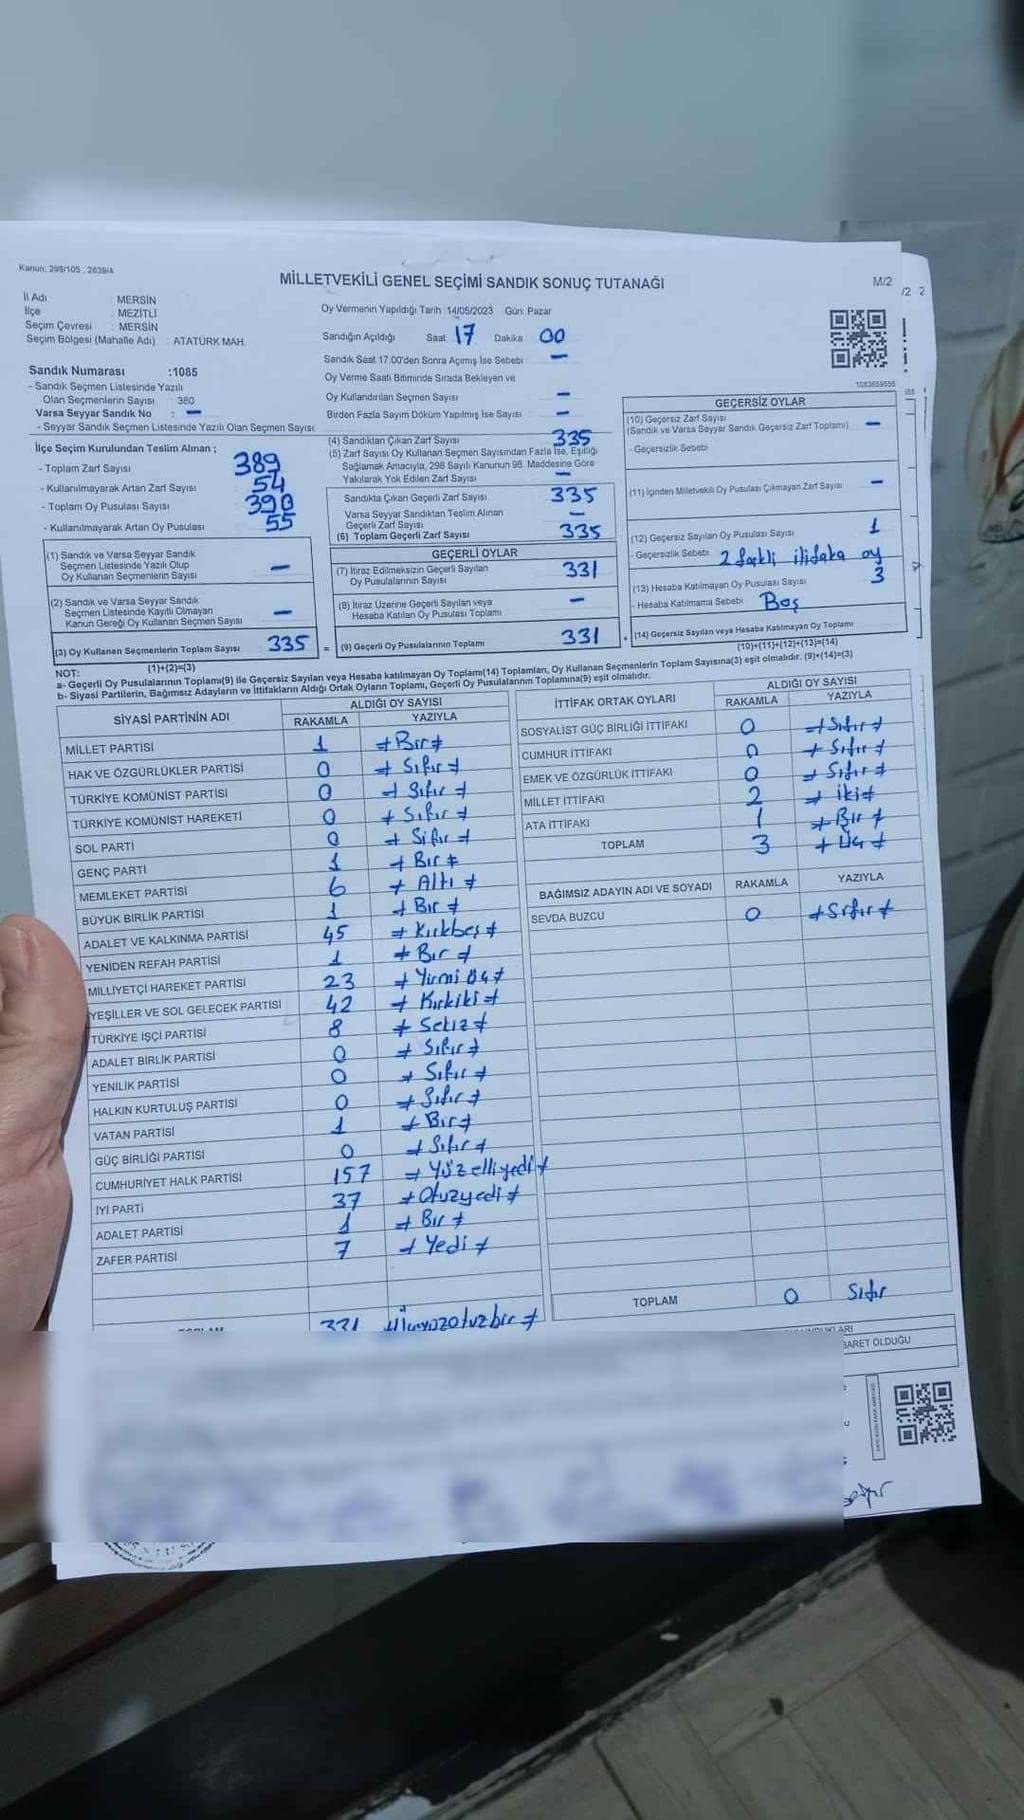 Kanun: 298/105 , 2839/4
MİLLETVEKİLİ GENEL SEÇİMİ SANDIK SONUÇ TUTANAĞI
M/2
/2 2
İl Adı : MERSİN
İlçe : MEZİTLİ
Seçim Çevresi : MERSİN
Seçim Bölgesi (Mahalle Adı) : ATATÜRK MAH.
Sandık Numarası :1085
- Sandık Seçmen Listesinde Yazılı
Olan Seçmenlerin Sayısı : 380
Varsa Seyyar Sandık No : –
- Seyyar Sandık Seçmen Listesinde Yazılı Olan Seçmen Sayısı
Oy Vermenin Yapıldığı Tarih :14/05/2023 Gün: Pazar
Sandığın Açıldığı Saat 17 Dakika 00
Sandık Saat 17.00'den Sonra Açımış İse Sebebi –
Oy Verme Saati Bitiminde Sırada Bekleyen ve
Oy Kullandırılan Seçmen Sayısı –
Birden Fazla Sayım Döküm Yapılmış İse Sayısı –
1083659555
İlçe Seçim Kurulundan Teslim Alınan ;
- Toplam Zarf Sayısı 389
- Kullanılmayarak Artan Zarf Sayısı 54
- Toplam Oy Pusulası Sayısı 390
- Kullanılmayarak Artan Oy Pusulası 55
(1) Sandık ve Varsa Seyyar Sandık
Seçmen Listesinde Yazılı Olup
Oy Kullanan Seçmenlerin Sayısı –
(2) Sandık ve Varsa Seyyar Sandık
Seçmen Listesinde Kayıtlı Olmayan
Kanun Gereği Oy Kullanan Seçmen Sayısı –
(3) Oy Kullanan Seçmenlerin Toplam Sayısı 335
(1)+(2)=(3)
(4) Sandıktan Çıkan Zarf Sayısı 335
(5) Zarf Sayısı Oy Kullanan Seçmen Sayısından Fazla İse, Eşitliği
Sağlamak Amacıyla, 298 Sayılı Kanunun 98. Maddesine Göre
Yakılarak Yok Edilen Zarf Sayısı –
Sandıkta Çıkan Geçerli Zarf Sayısı 335
Varsa Seyyar Sandıktan Teslim Alınan
Geçerli Zarf Sayısı –
(6) Toplam Geçerli Zarf Sayısı 335
GEÇERLİ OYLAR
(7) İtiraz Edilmeksizin Geçerli Sayılan
Oy Pusulalarının Sayısı 331
(8) İtiraz Üzerine Geçerli Sayılan veya
Hesaba Katılan Oy Pusulası Toplamı –
= (9) Geçerli Oy Pusulalarının Toplamı 331 +
GEÇERSİZ OYLAR
(10) Geçersiz Zarf Sayısı
(Sandık ve Varsa Seyyar Sandık Geçersiz Zarf Toplamı) –
- Geçersizlik Sebebi
(11) İçinden Milletvekili Oy Pusulası Çıkmayan Zarf Sayısı –
(12) Geçersiz Sayılan Oy Pusulası Sayısı 1
- Geçersizlik Sebebi 2 farklı ittifaka oy
(13) Hesaba Katılmayan Oy Pusulası Sayısı 3
- Hesaba Katılmama Sebebi Boş
(14) Geçersiz Sayılan veya Hesaba Katılmayan Oy Toplamı
(10)+(11)+(12)+(13)=(14)
NOT:
a- Geçerli Oy Pusulalarının Toplamı(9) ile Geçersiz Sayılan veya Hesaba katılmayan Oy Toplam(14) Toplamları, Oy Kullanan Seçmenlerin Toplam Sayısına(3) eşit olmalıdır. (9)+(14)=(3)
b- Siyasi Partilerin, Bağımsız Adayların ve İttifakların Aldığı Ortak Oyların Toplamı, Geçerli Oy Pusulalarının Toplamına(9) eşit olmalıdır.
SİYASİ PARTİNİN ADI ALDIĞI OY SAYISI
RAKAMLA YAZIYLA
MİLLET PARTİSİ 1 Bir
HAK VE ÖZGÜRLÜKLER PARTİSİ 0 Sıfır
TÜRKİYE KOMÜNİST PARTİSİ 0 Sıfır
TÜRKİYE KOMÜNİST HAREKETİ 0 Sıfır
SOL PARTİ 0 Sıfır
GENÇ PARTİ 1 Bir
MEMLEKET PARTİSİ 6 Altı
BÜYÜK BİRLİK PARTİSİ 1 Bir
ADALET VE KALKINMA PARTİSİ 45 Kırkbeş
YENİDEN REFAH PARTİSİ 1 Bir
MİLLİYETÇİ HAREKET PARTİSİ 23 Yirmi üç
YEŞİLLER VE SOL GELECEK PARTİSİ 42 Kırkiki
TÜRKİYE İŞÇİ PARTİSİ 8 Sekiz
ADALET BİRLİK PARTİSİ 0 Sıfır
YENİLİK PARTİSİ 0 Sıfır
HALKIN KURTULUŞ PARTİSİ 0 Sıfır
VATAN PARTİSİ 1 Bir
GÜÇ BİRLİĞİ PARTİSİ 0 Sıfır
CUMHURİYET HALK PARTİSİ 157 Yüzelliyedi
İYİ PARTİ 37 Otuzyedi
ADALET PARTİSİ 1 Bir
ZAFER PARTİSİ 7 Yedi
331 Üçyüzotuzbir
İTTİFAK ORTAK OYLARI ALDIĞI OY SAYISI
RAKAMLA YAZIYLA
SOSYALİST GÜÇ BİRLİĞİ İTTİFAKI 0 Sıfır
CUMHUR İTTİFAKI 0 Sıfır
EMEK VE ÖZGÜRLÜK İTTİFAKI 0 Sıfır
MİLLET İTTİFAKI 2 iki
ATA İTTİFAKI 1 Bir
TOPLAM 3 Üç
BAĞIMSIZ ADAYIN ADI VE SOYADI RAKAMLA YAZIYLA
SEVDA BUZCU 0 Sıfır
TOPLAM 0 Sıfır
BARET OLDUĞU